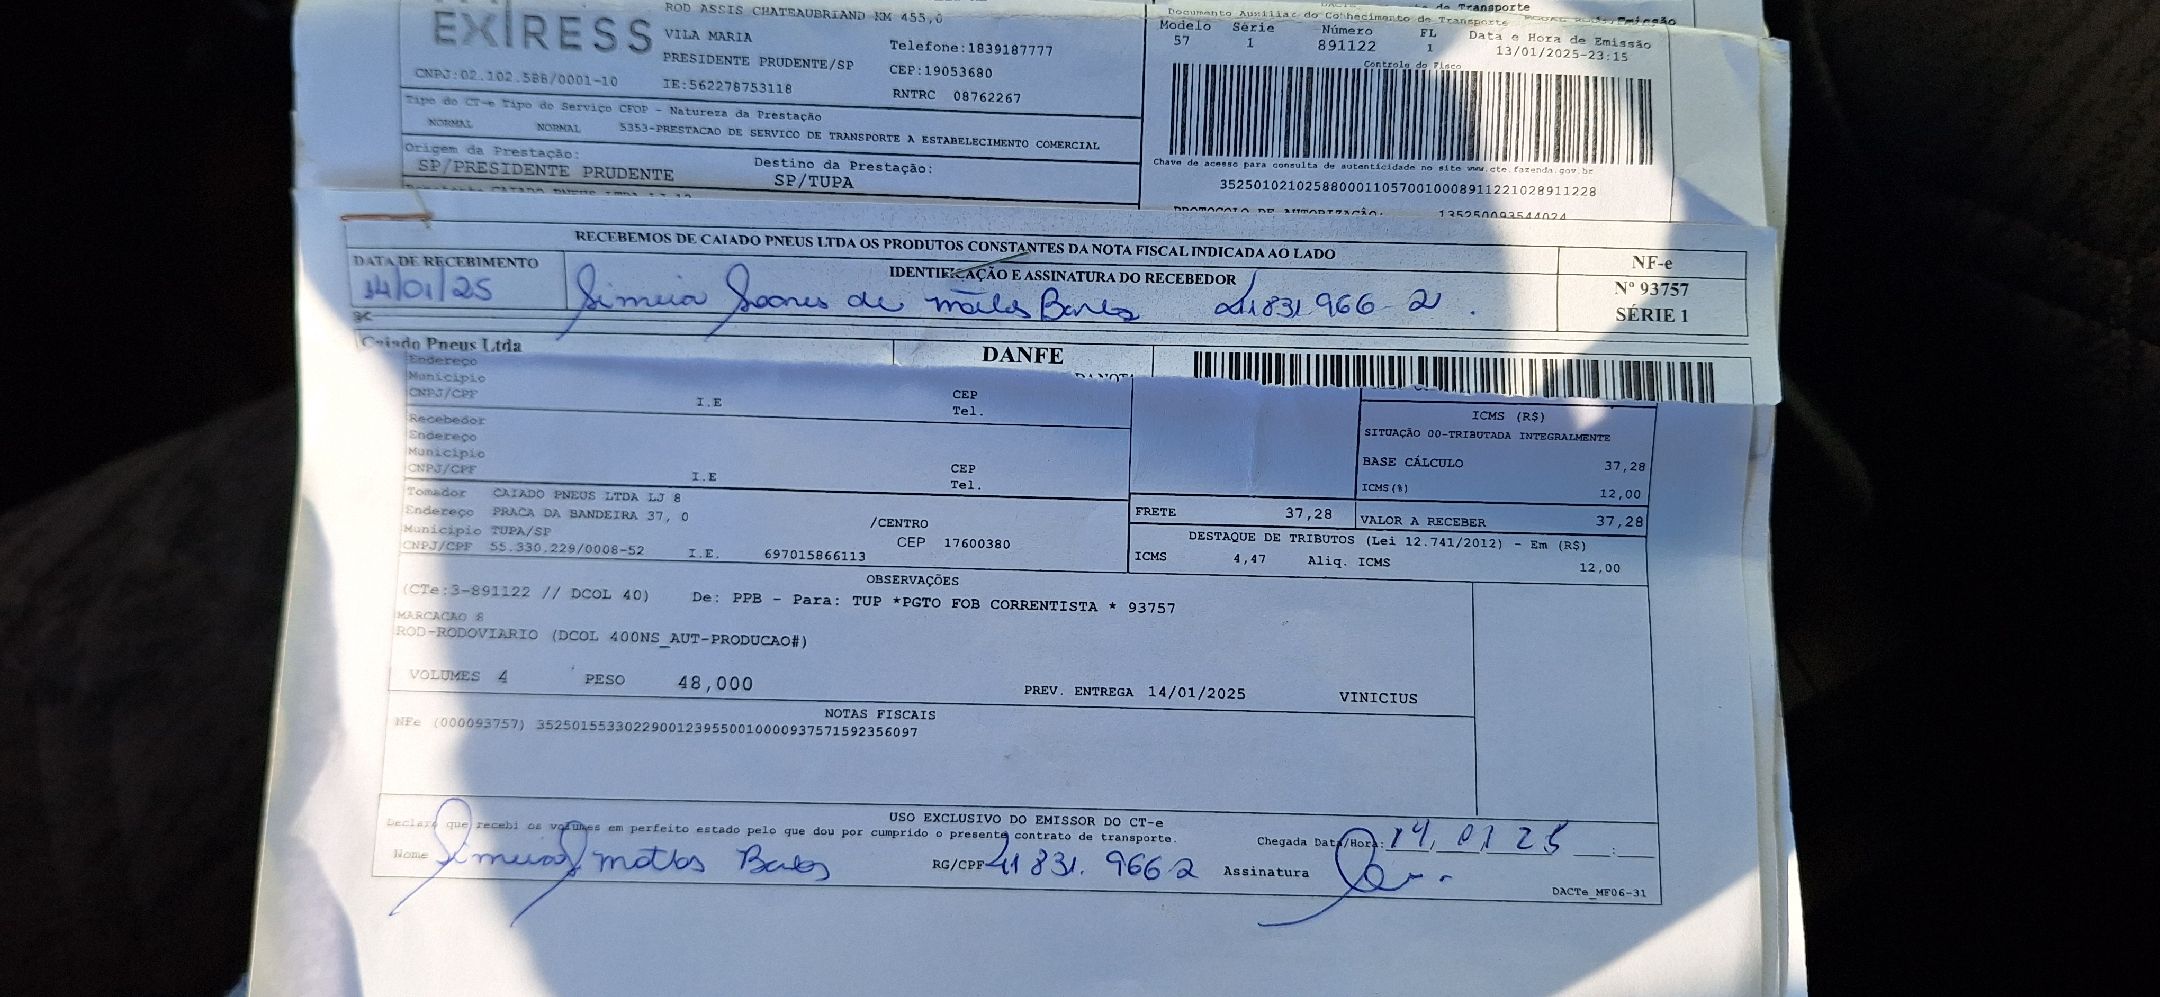 EXPRESS
ROD ASSIS CHATEAUBRIAND KM 455,0
VILA MARIA
Telefone:1839187777
PRESIDENTE PRUDENTE/SP
CEP:19053680
CNPJ:02.102.588/0001-10
IE:562278753118
RNTRC 08762267
Documento Auxiliar do Conhecimento de Transporte
Modelo Série Número FL Data e Hora de Emissão
57 1 891122 1 13/01/2025-23:15
Controle do Fisco
Tipo do CT-e Tipo do Serviço CFOP - Natureza da Prestação
NORMAL NORMAL 5353-PRESTACAO DE SERVICO DE TRANSPORTE A ESTABELECIMENTO COMERCIAL
Origem da Prestação: Destino da Prestação:
SP/PRESIDENTE PRUDENTE SP/TUPA
Chave de acesso para consulta de autenticidade no site www.cte.fazenda.gov.br
35250102102588000110570010008911221028911228
PROTOCOLO DE AUTORIZAÇÃO: 135250093544024
RECEBEMOS DE CAIADO PNEUS LTDA OS PRODUTOS CONSTANTES DA NOTA FISCAL INDICADA AO LADO
DATA DE RECEBIMENTO
14/01/25
IDENTIFICAÇÃO E ASSINATURA DO RECEBEDOR
Simeia Soares de Matos 41831966-2
NF-e
Nº 93757
SÉRIE 1
Caiado Pneus Ltda
DANFE
Endereço
Município
CEP
CNPJ/CPF I.E Tel.
Recebedor
Endereço
Município
CEP
CNPJ/CPF I.E Tel.
Tomador CAIADO PNEUS LTDA LJ 8
Endereço PRACA DA BANDEIRA 37, 0 /CENTRO
Município TUPA/SP CEP 17600380
CNPJ/CPF 55.330.229/0008-52 I.E. 697015866113
ICMS (R$)
SITUAÇÃO 00-TRIBUTADA INTEGRALMENTE
BASE CÁLCULO 37,28
ICMS(%) 12,00
FRETE 37,28 VALOR A RECEBER 37,28
DESTAQUE DE TRIBUTOS (Lei 12.741/2012) - Em (R$)
ICMS 4,47 Aliq. ICMS 12,00
OBSERVAÇÕES
(CTe:3-891122 // DCOL 40) De: PPB - Para: TUP *PGTO FOB CORRENTISTA * 93757
MARCACAO 8
ROD-RODOVIARIO (DCOL 400NS_AUT-PRODUCAO#)
VOLUMES 4 PESO 48,000 PREV. ENTREGA 14/01/2025 VINICIUS
NOTAS FISCAIS
NFe (000093757) 35250155330229001239550010000937571592356097
USO EXCLUSIVO DO EMISSOR DO CT-e
Declaro que recebi os volumes em perfeito estado pelo que dou por cumprido o presente contrato de transporte.
Chegada Data/Hora: 14, 01 25 __:__
Nome Simeia S matos RG/CPF 41831.966 2 Assinatura
DACTe_MF06-31